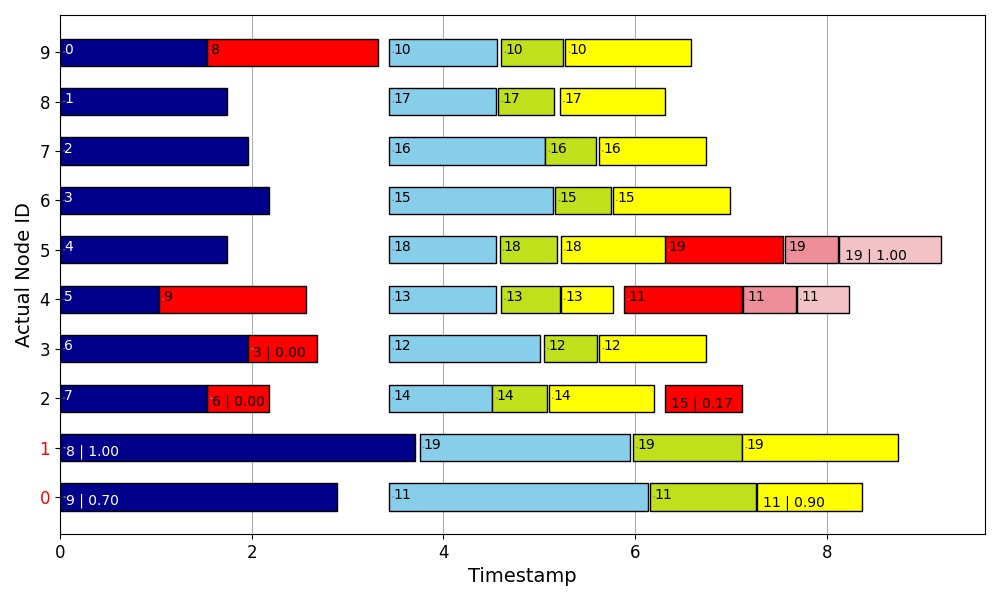 9 0 8 10 10 10
8 1 17 17 17
7 2 16 16 16
6 3 15 15 15
5 4 18 18 18 19 19 19 | 1.00
4 5 9 13 13 13 11 11 11
3 6 3 | 0.00 12 12 12
2 7 6 | 0.00 14 14 14 15 | 0.17
1 8 | 1.00 19 19 19
0 9 | 0.70 11 11 11 | 0.90
0 2 4 6 8
Timestamp
Actual Node ID